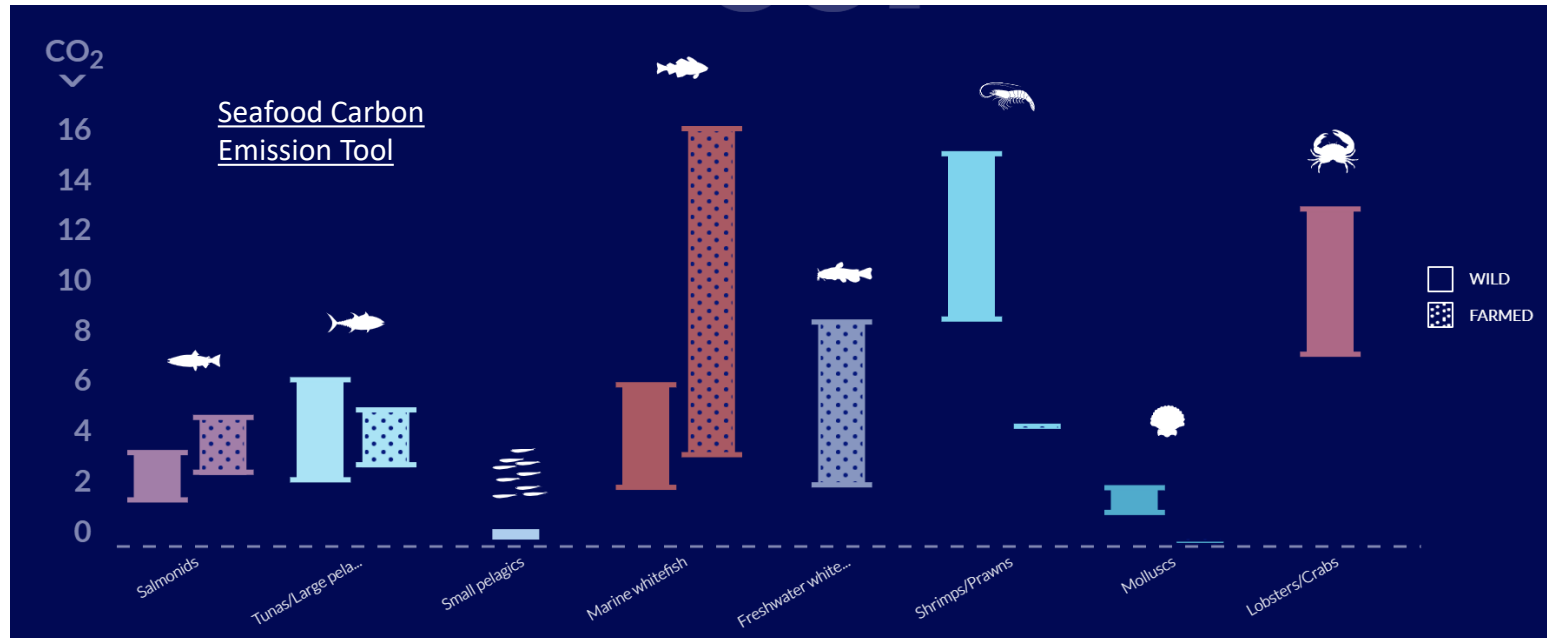 CO2
Seafood Carbon
Emission Tool
16
14
12
10
8
6
4
2
0
WILD
FARMED
Salmonids
Tunas/Large pela...
Small pelagics
Marine whitefish
Freshwater white...
Shrimps/Prawns
Molluscs
Lobsters/Crabs